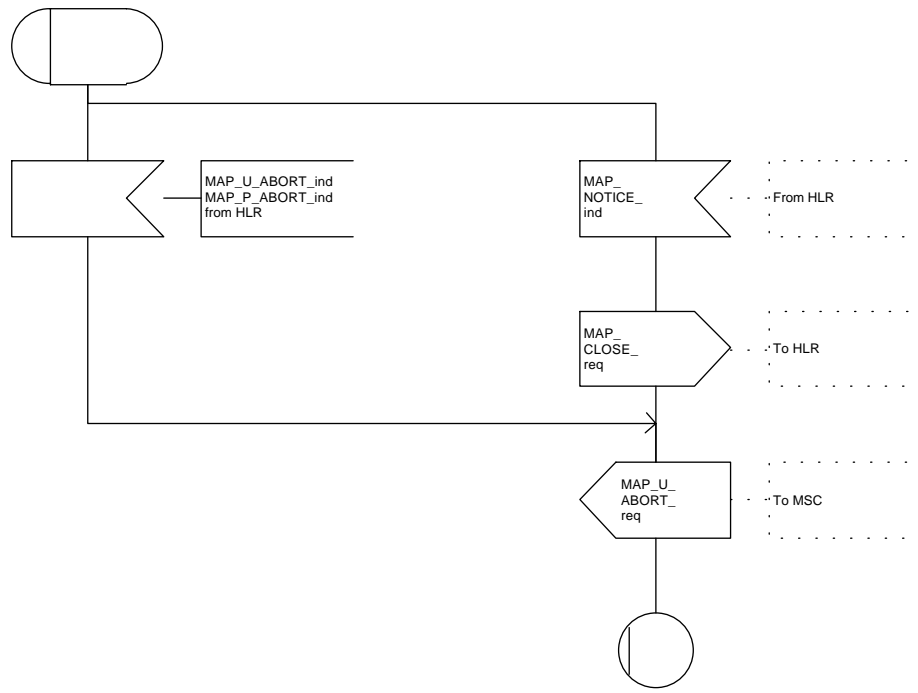 MAP_U_ABORT_ind
MAP_P_ABORT_ind
from HLR
MAP_
NOTICE_
ind
From HLR
MAP_
CLOSE_
req
To HLR
MAP_U_
ABORT_
req
To MSC